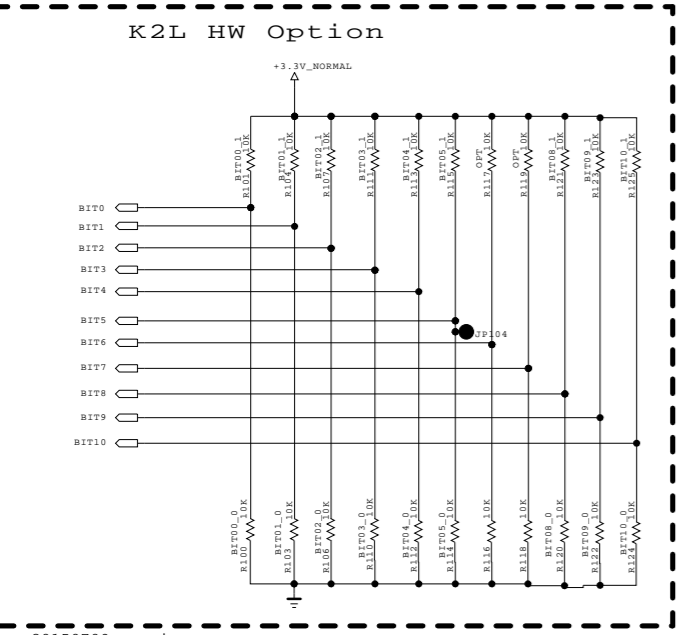 K2L HW Option
+3.3V_NORMAL
BIT00_1 10K R101
BIT01_1 10K R104
BIT02_1 10K R107
BIT03_1 10K R111
BIT04_1 10K R113
BIT05_1 10K R115
OPT 10K R117
OPT 10K R119
BIT08_1 10K R121
BIT09_1 10K R123
BIT10_1 10K R125
BIT0
BIT1
BIT2
BIT3
BIT4
BIT5
JP104
BIT6
BIT7
BIT8
BIT9
BIT10
BIT00_0 10K R100
BIT01_0 10K R103
BIT02_0 10K R106
BIT03_0 10K R110
BIT04_0 10K R112
BIT05_0 10K R114
10K R116
10K R118
BIT08_0 10K R120
BIT09_0 10K R122
BIT10_0 10K R124